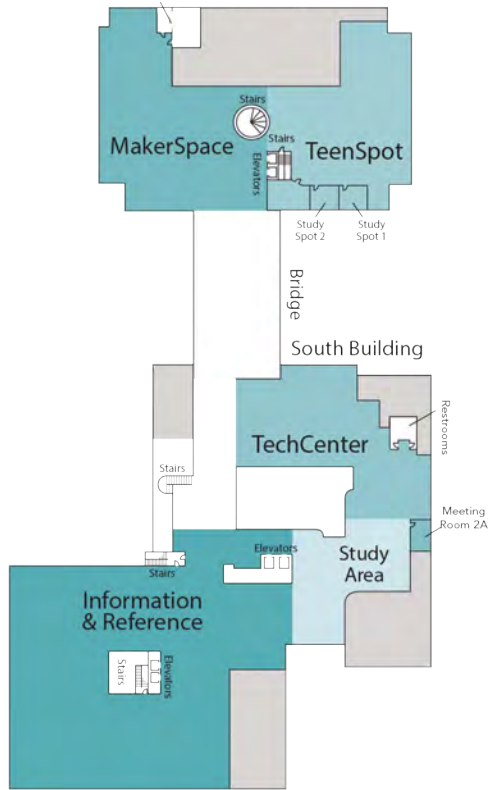 Stairs
Stairs
MakerSpace
TeenSpot
Elevators
Study
Spot 2
Study
Spot 1
Bridge
South Building
Restrooms
TechCenter
Stairs
Meeting
Room 2A
Elevators
Study
Area
Stairs
Information
& Reference
Stairs
Elevators